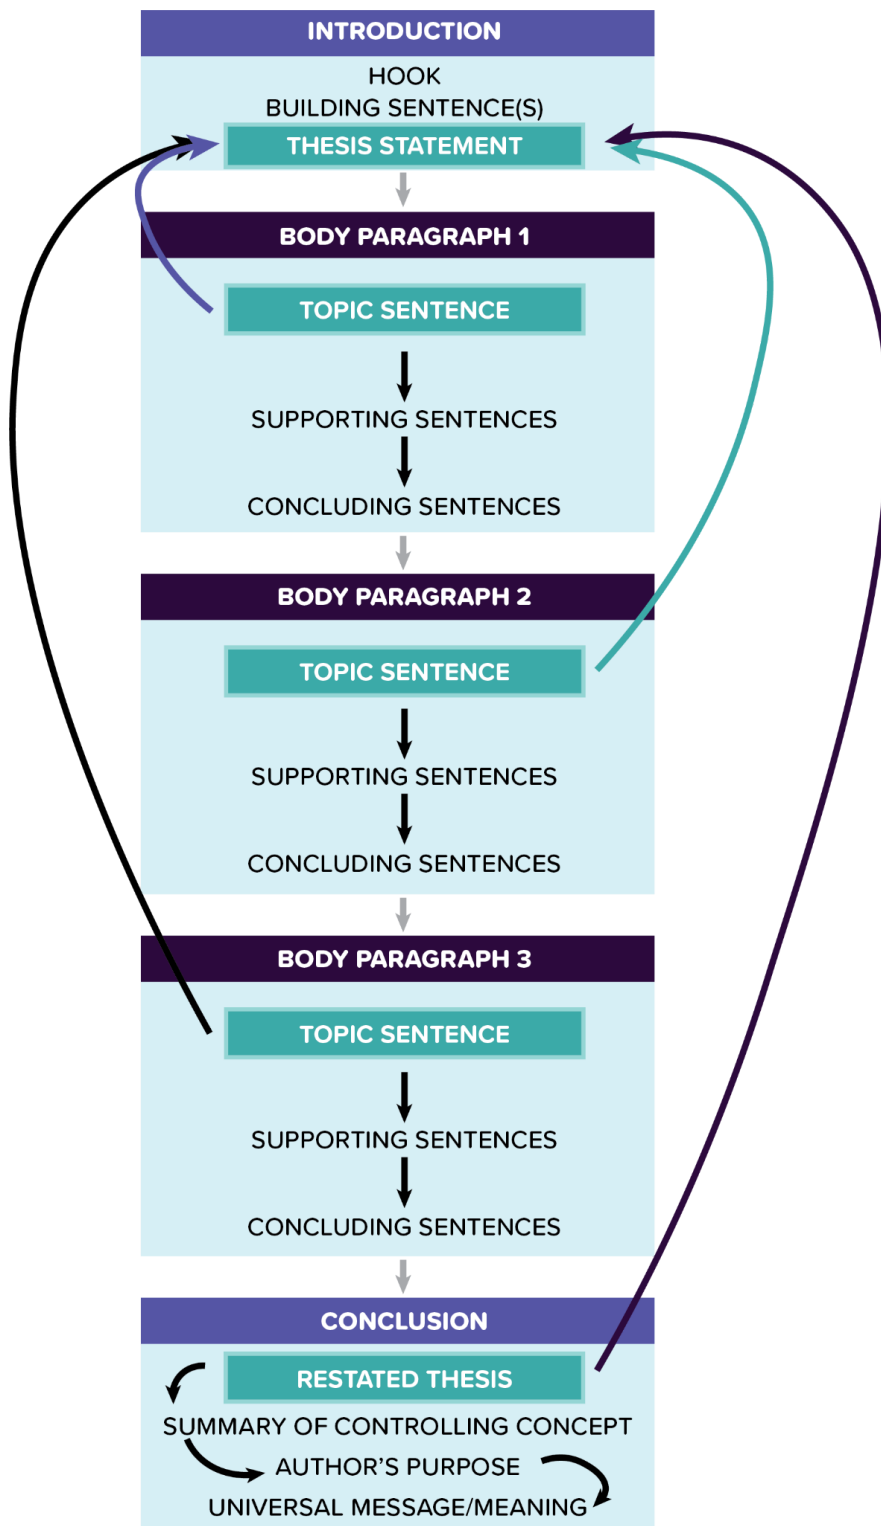 INTRODUCTION
HOOK
BUILDING SENTENCE(S)
THESIS STATEMENT
BODY PARAGRAPH 1
TOPIC SENTENCE
SUPPORTING SENTENCES
CONCLUDING SENTENCES
BODY PARAGRAPH 2
TOPIC SENTENCE
SUPPORTING SENTENCES
CONCLUDING SENTENCES
BODY PARAGRAPH 3
TOPIC SENTENCE
SUPPORTING SENTENCES
CONCLUDING SENTENCES
CONCLUSION
RESTATED THESIS
SUMMARY OF CONTROLLING CONCEPT
AUTHOR'S PURPOSE
UNIVERSAL MESSAGE/MEANING